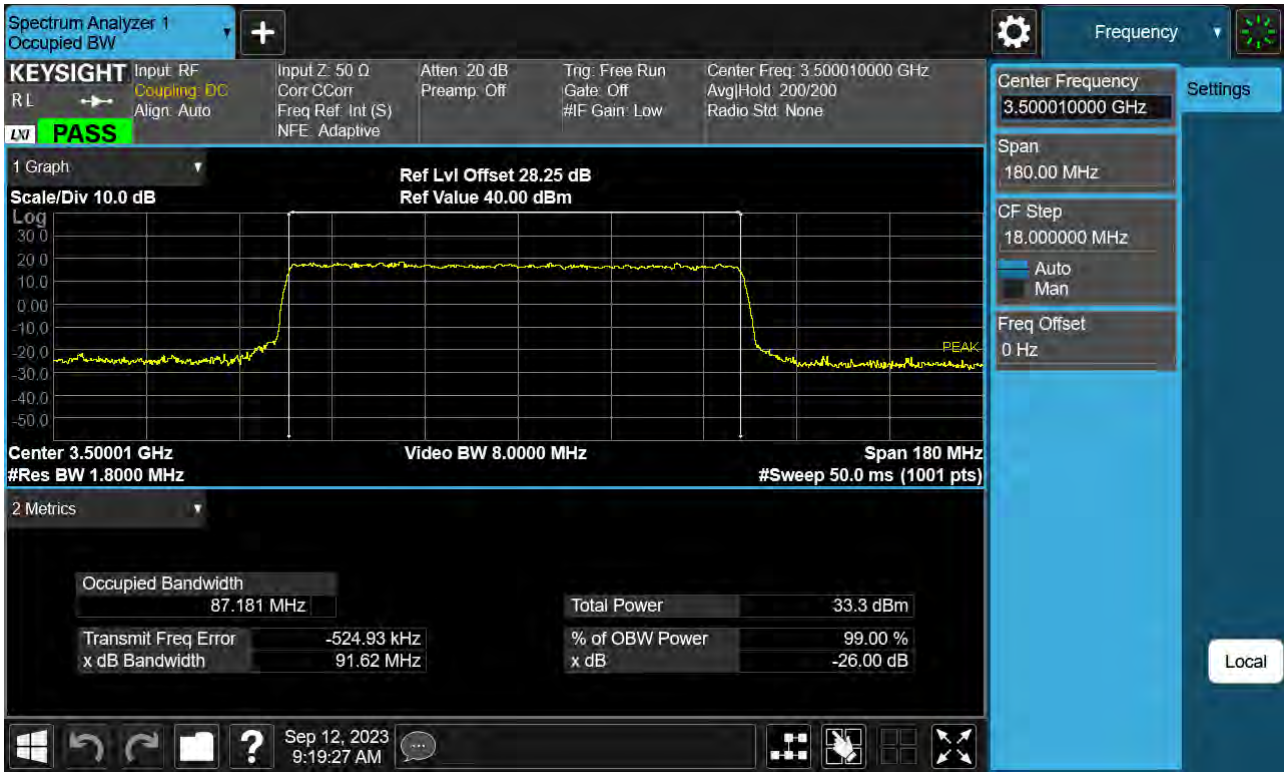 Spectrum Analyzer 1
Occupied BW
Frequency
KEYSIGHT
RL
LXI
PASS
Input: RF
Coupling: DC
Align: Auto
Input Z: 50 Ω
Corr CCorr
Freq Ref: Int (S)
NFE: Adaptive
Atten: 20 dB
Preamp: Off
Trig: Free Run
Gate: Off
#IF Gain: Low
Center Freq: 3.500010000 GHz
Avg|Hold: 200/200
Radio Std: None
Center Frequency
3.500010000 GHz
Settings
Span
180.00 MHz
CF Step
18.000000 MHz
Auto
Man
Freq Offset
0 Hz
Local
1 Graph
Scale/Div 10.0 dB
Ref Lvl Offset 28.25 dB
Ref Value 40.00 dBm
Log
30.0
20.0
10.0
0.00
-10.0
-20.0
-30.0
-40.0
-50.0
PEAK
Center 3.50001 GHz
#Res BW 1.8000 MHz
Video BW 8.0000 MHz
Span 180 MHz
#Sweep 50.0 ms (1001 pts)
2 Metrics
Occupied Bandwidth
87.181 MHz
Transmit Freq Error -524.93 kHz
x dB Bandwidth 91.62 MHz
Total Power 33.3 dBm
% of OBW Power 99.00 %
x dB -26.00 dB
?
Sep 12, 2023
9:19:27 AM